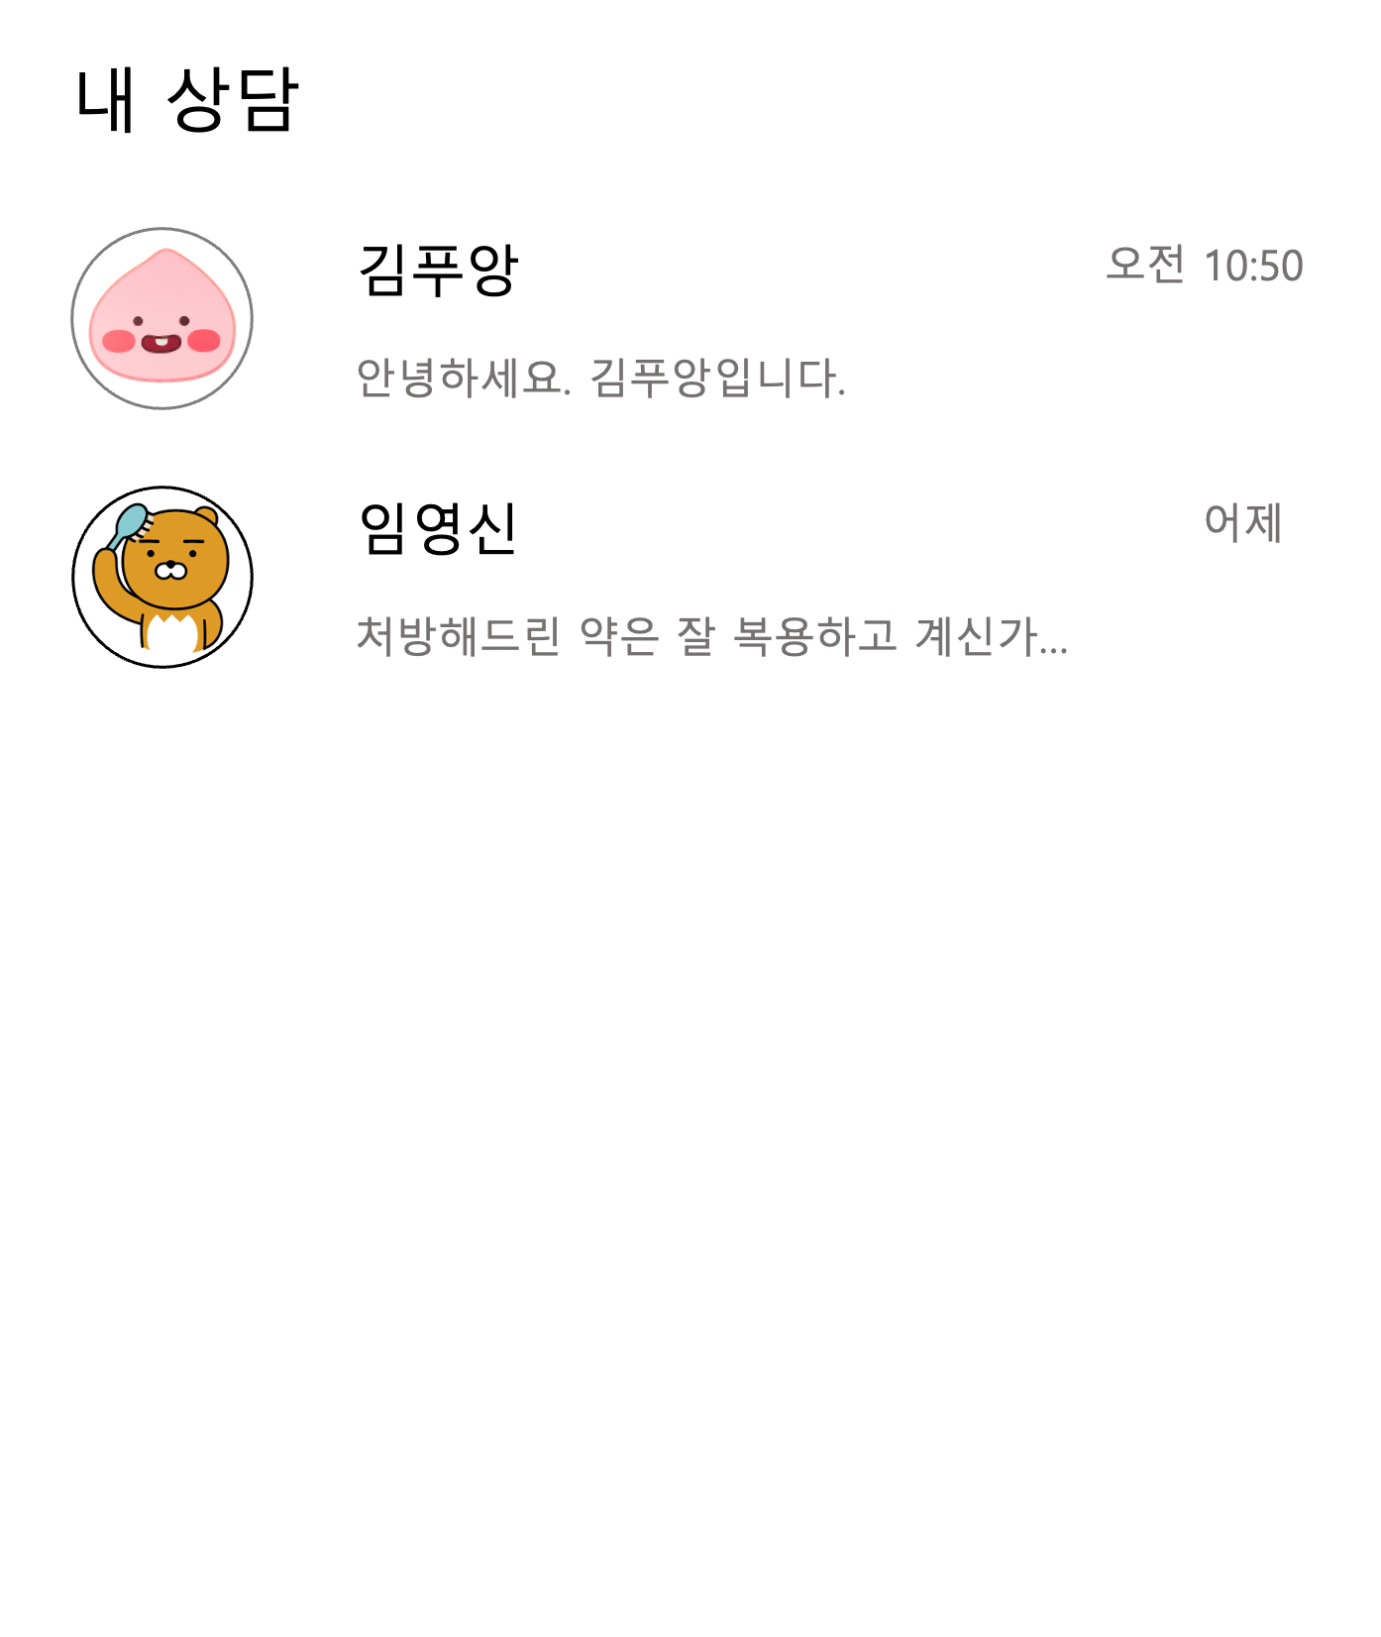 내 상담
김푸앙
오전 10:50
안녕하세요. 김푸앙입니다.
임영신
어제
처방해드린 약은 잘 복용하고 계신가...